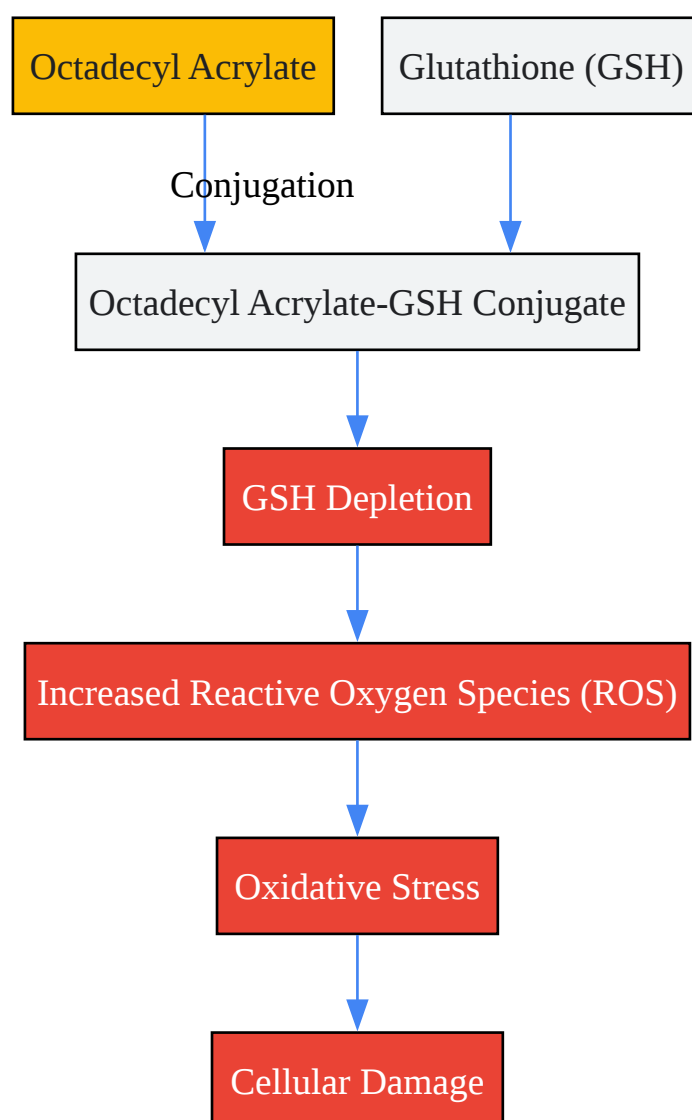 Octadecyl Acrylate
Glutathione (GSH)
Conjugation
Octadecyl Acrylate-GSH Conjugate
GSH Depletion
Increased Reactive Oxygen Species (ROS)
Oxidative Stress
Cellular Damage